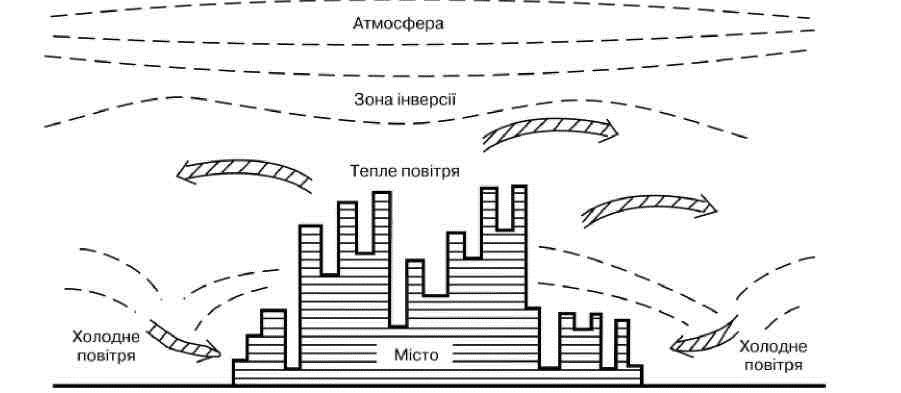 Атмосфера
Зона інверсії
Тепле повітря
Холодне
повітря
Місто
Холодне
повітря